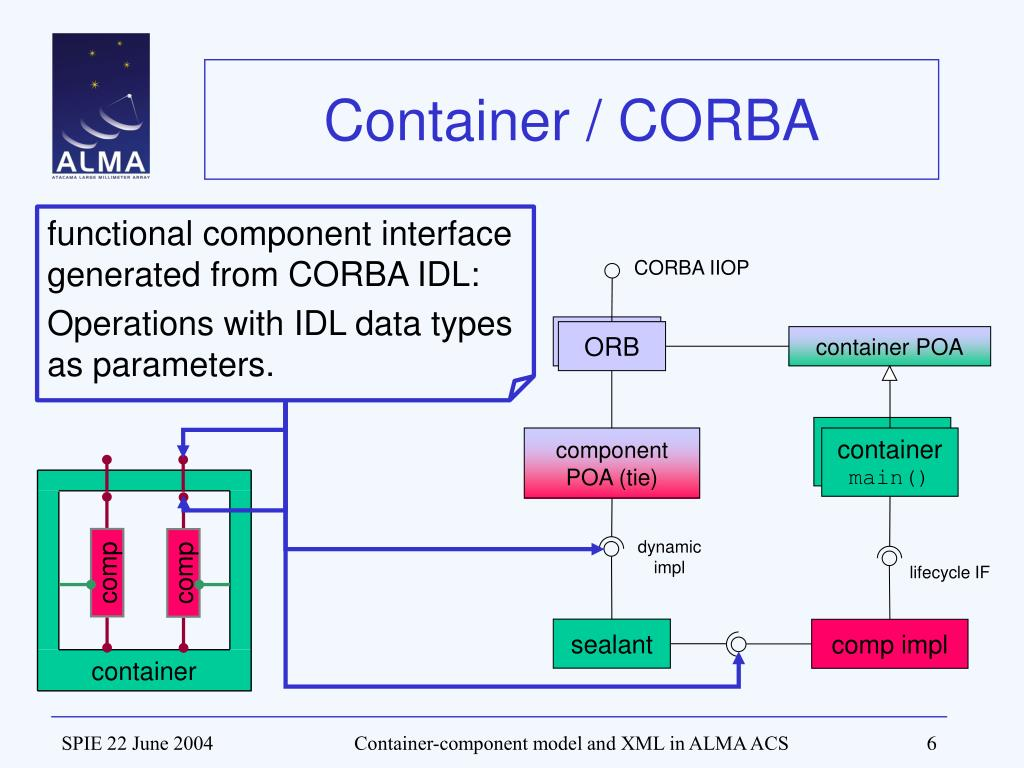 ALMA
ATACAMA LARGE MILLIMETER ARRAY
Container / CORBA
functional component interface
generated from CORBA IDL:
Operations with IDL data types
as parameters.
CORBA IIOP
ORB
container POA
component
POA (tie)
container
main()
dynamic
impl
lifecycle IF
sealant
comp impl
comp
comp
container
SPIE 22 June 2004
Container-component model and XML in ALMA ACS
6